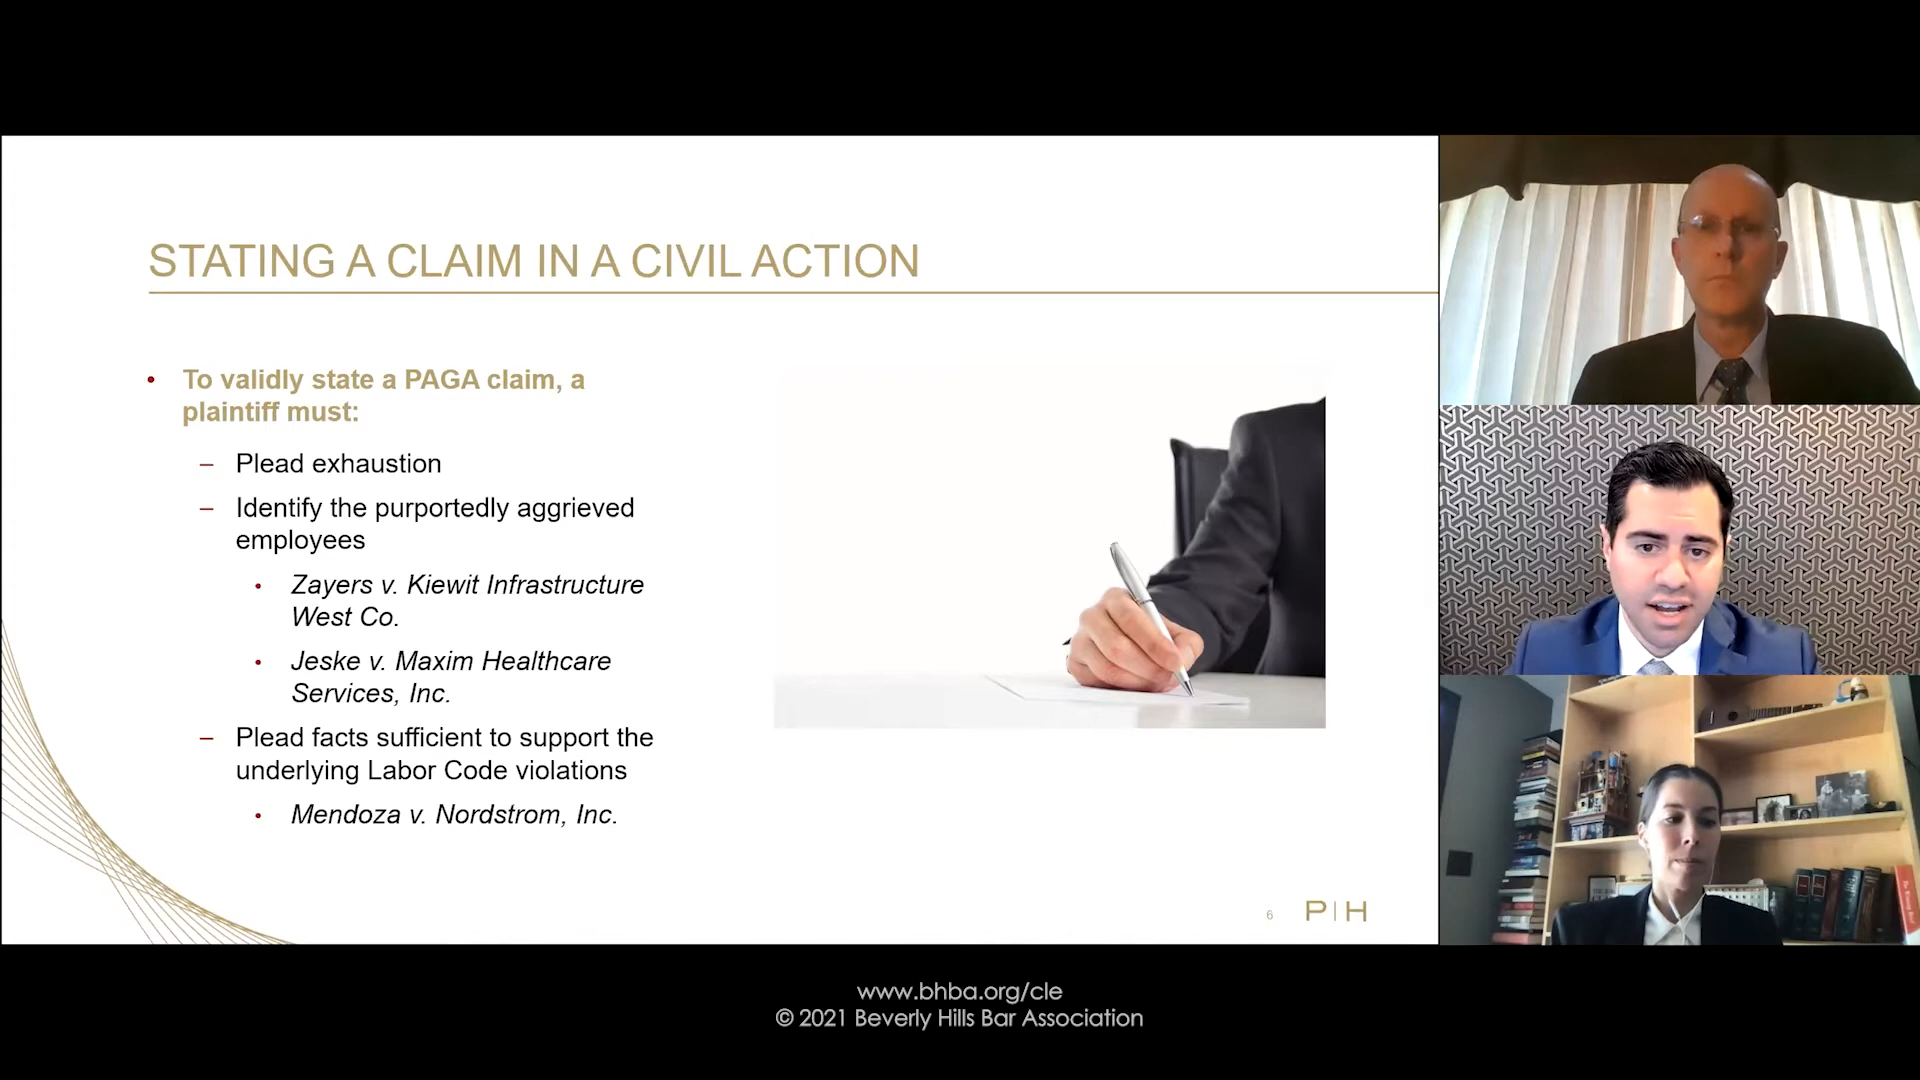 STATING A CLAIM IN A CIVIL ACTION
• To validly state a PAGA claim, a
plaintiff must:
– Plead exhaustion
– Identify the purportedly aggrieved
employees
• Zayers v. Kiewit Infrastructure
West Co.
• Jeske v. Maxim Healthcare
Services, Inc.
– Plead facts sufficient to support the
underlying Labor Code violations
• Mendoza v. Nordstrom, Inc.
6
P|H
www.bhba.org/cle
© 2021 Beverly Hills Bar Association